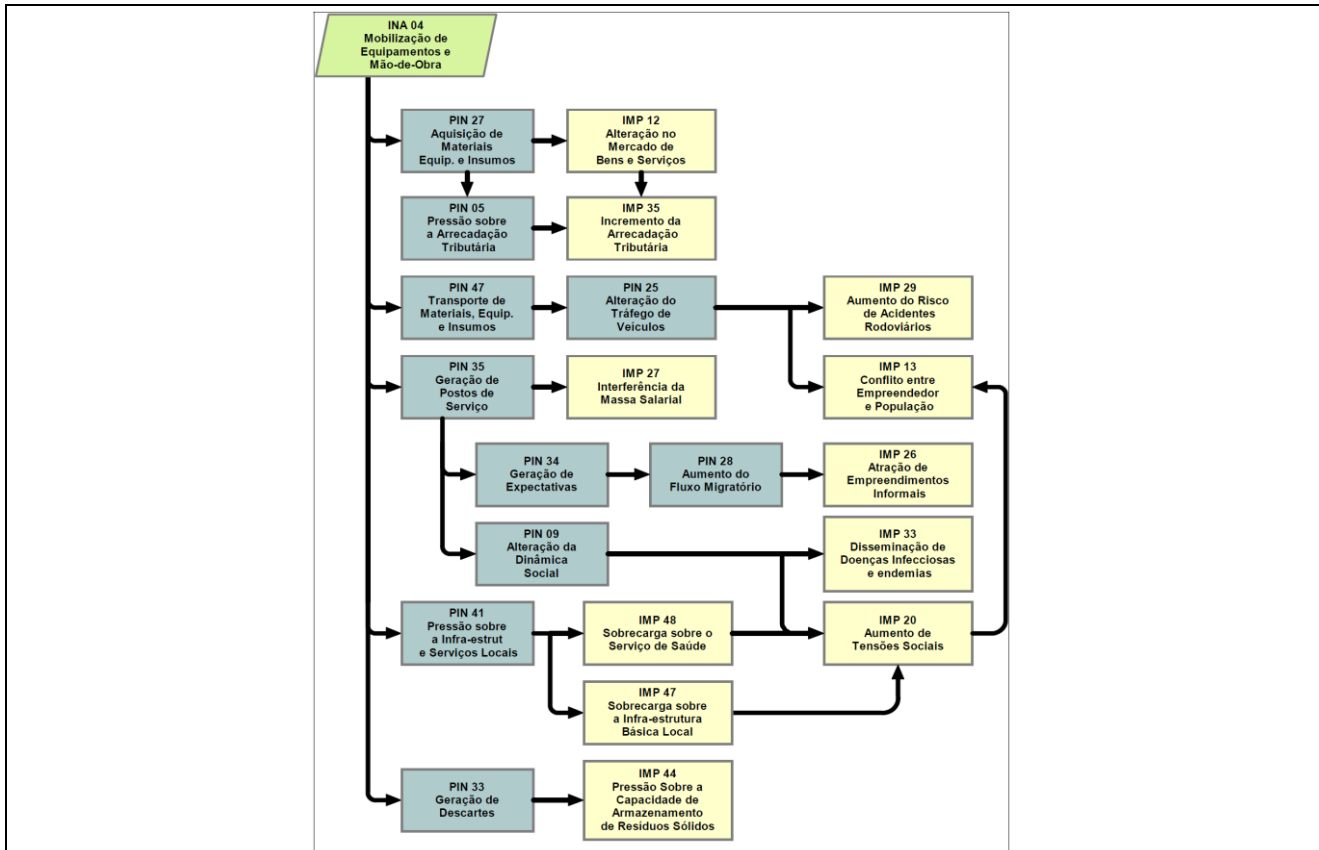 INA 04
Mobilização de
Equipamentos e
Mão-de-Obra
PIN 27
Aquisição de
Materiais
Equip. e Insumos
IMP 12
Alteração no
Mercado de
Bens e Serviços
PIN 05
Pressão sobre
a Arrecadação
Tributária
IMP 35
Incremento da
Arrecadação
Tributária
PIN 47
Transporte de
Materiais, Equip.
e Insumos
PIN 25
Alteração do
Tráfego de
Veículos
IMP 29
Aumento do Risco
de Acidentes
Rodoviários
PIN 35
Geração de
Postos de
Serviço
IMP 27
Interferência da
Massa Salarial
IMP 13
Conflito entre
Empreendedor
e População
PIN 34
Geração de
Expectativas
PIN 28
Aumento do
Fluxo Migratório
IMP 26
Atração de
Empreendimentos
Informais
PIN 09
Alteração da
Dinâmica
Social
IMP 33
Disseminação de
Doenças Infecciosas
e endemias
PIN 41
Pressão sobre
a Infra-estrut
e Serviços Locais
IMP 48
Sobrecarga sobre o
Serviço de Saúde
IMP 20
Aumento de
Tensões Sociais
IMP 47
Sobrecarga sobre
a Infra-estrutura
Básica Local
PIN 33
Geração de
Descartes
IMP 44
Pressão Sobre a
Capacidade de
Armazenamento
de Resíduos Sólidos